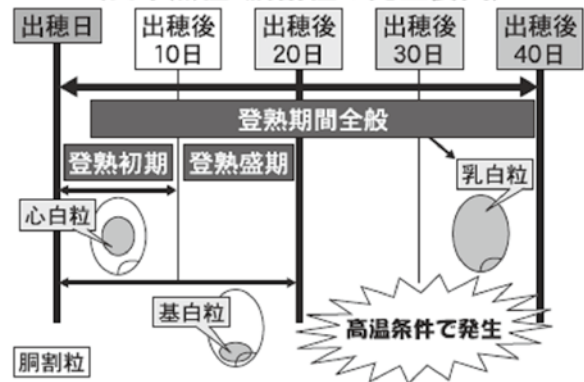 出穂日
出穂後
10日
出穂後
20日
出穂後
30日
出穂後
40日
登熟期間全般
登熟初期
登熟盛期
乳白粒
心白粒
基白粒
高温条件で発生
胴割粒